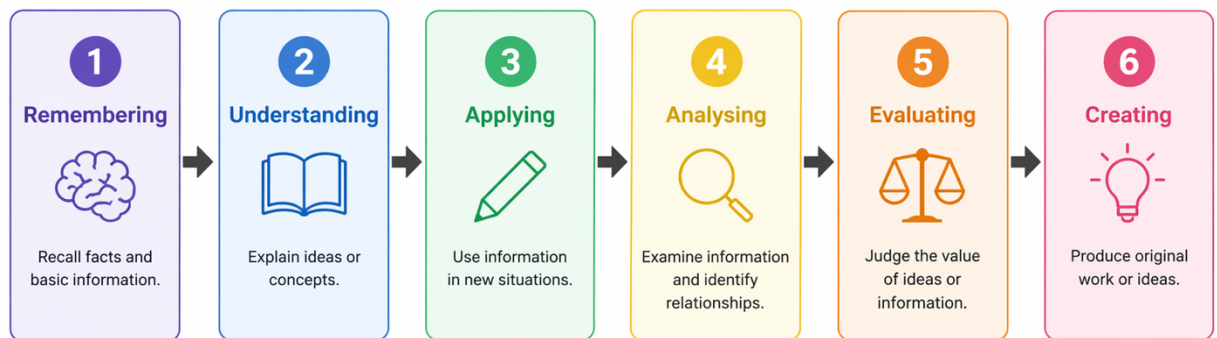 1
Remembering
Recall facts and
basic information.
2
Understanding
Explain ideas or
concepts.
3
Applying
Use information
in new situations.
4
Analysing
Examine information
and identify
relationships.
5
Evaluating
Judge the value
of ideas or
information.
6
Creating
Produce original
work or ideas.